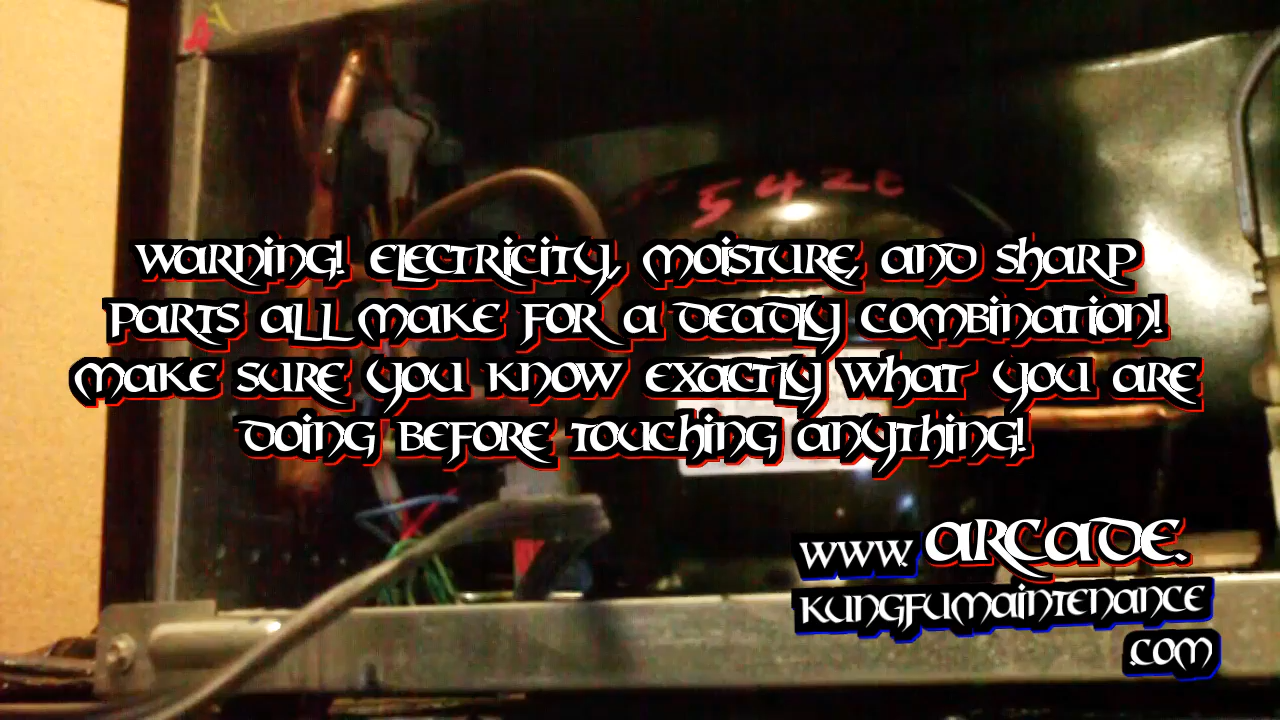 5420
Warning! Electricity, moisture, and sharp
parts all make for a deadly combination!
Make sure you know exactly what you are
doing before touching anything!
www.arcade.
kungfumaintenance
.com